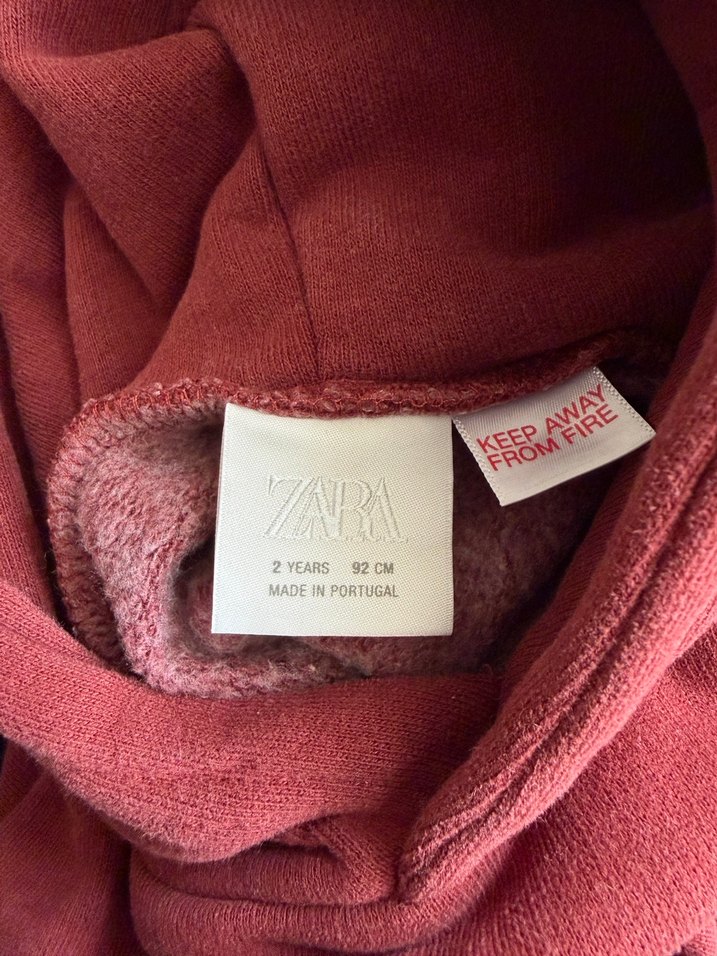 ZARA
2 YEARS 92 CM
MADE IN PORTUGAL
KEEP AWAY
FROM FIRE